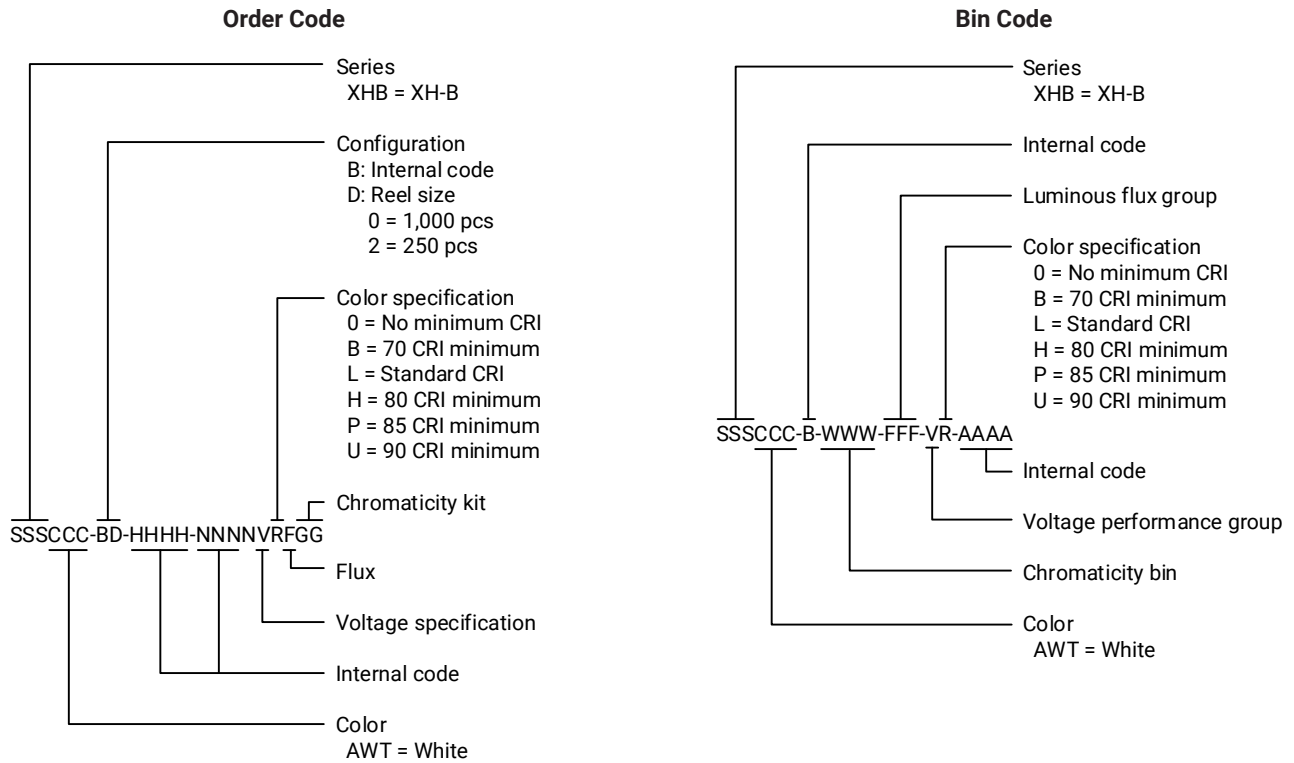 Order Code
Series
XHB = XH-B
Configuration
B: Internal code
D: Reel size
0 = 1,000 pcs
2 = 250 pcs
Color specification
0 = No minimum CRI
B = 70 CRI minimum
L = Standard CRI
H = 80 CRI minimum
P = 85 CRI minimum
U = 90 CRI minimum
Chromaticity kit
SSSCCC-BD-HHHH-NNNNVRFGG
Flux
Voltage specification
Internal code
Color
AWT = White
Bin Code
Series
XHB = XH-B
Internal code
Luminous flux group
Color specification
0 = No minimum CRI
B = 70 CRI minimum
L = Standard CRI
H = 80 CRI minimum
P = 85 CRI minimum
U = 90 CRI minimum
SSSCCC-B-WWW-FFF-VR-AAAA
Internal code
Voltage performance group
Chromaticity bin
Color
AWT = White